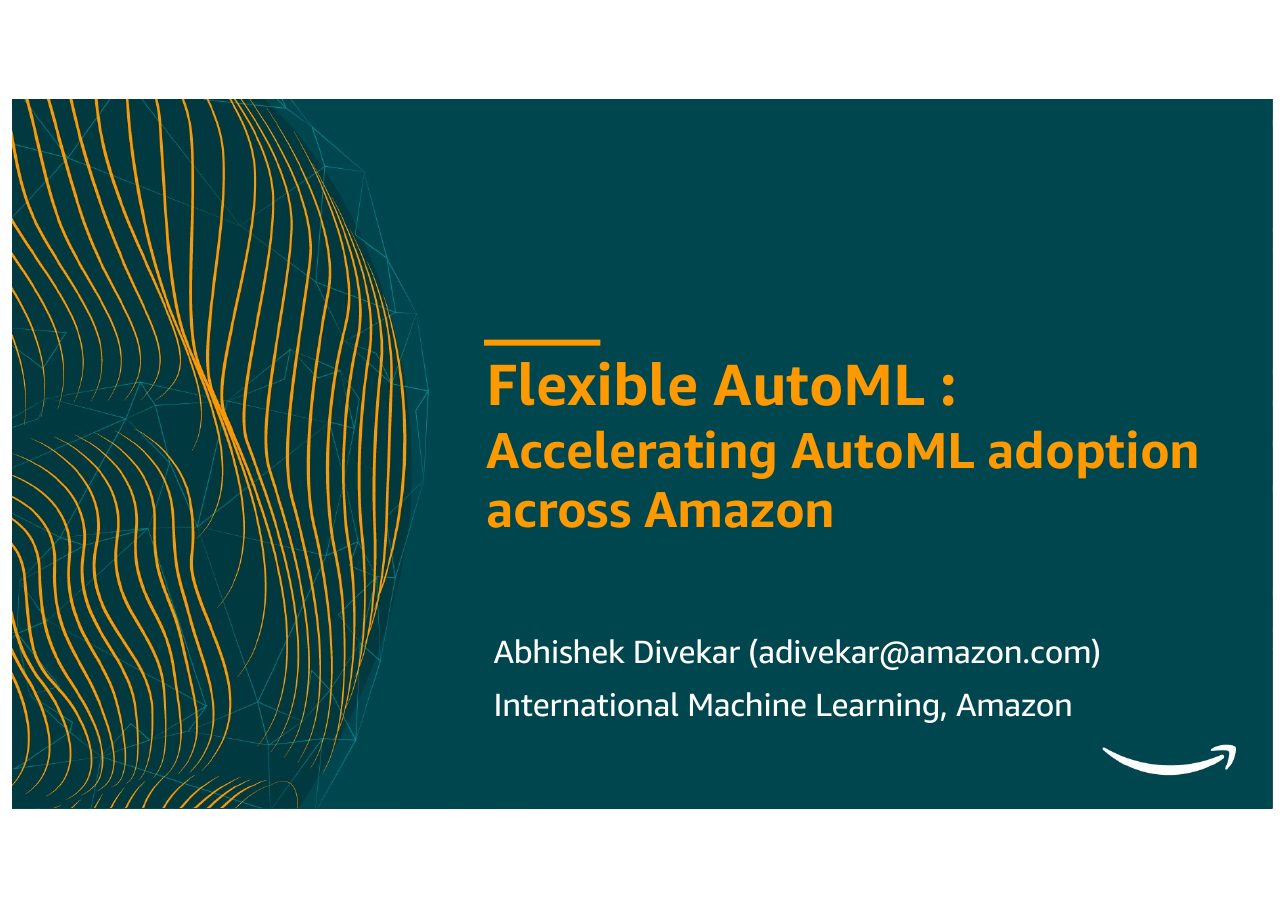 Flexible AutoML :
Accelerating AutoML adoption
across Amazon
Abhishek Divekar (adivekar@amazon.com)
International Machine Learning, Amazon